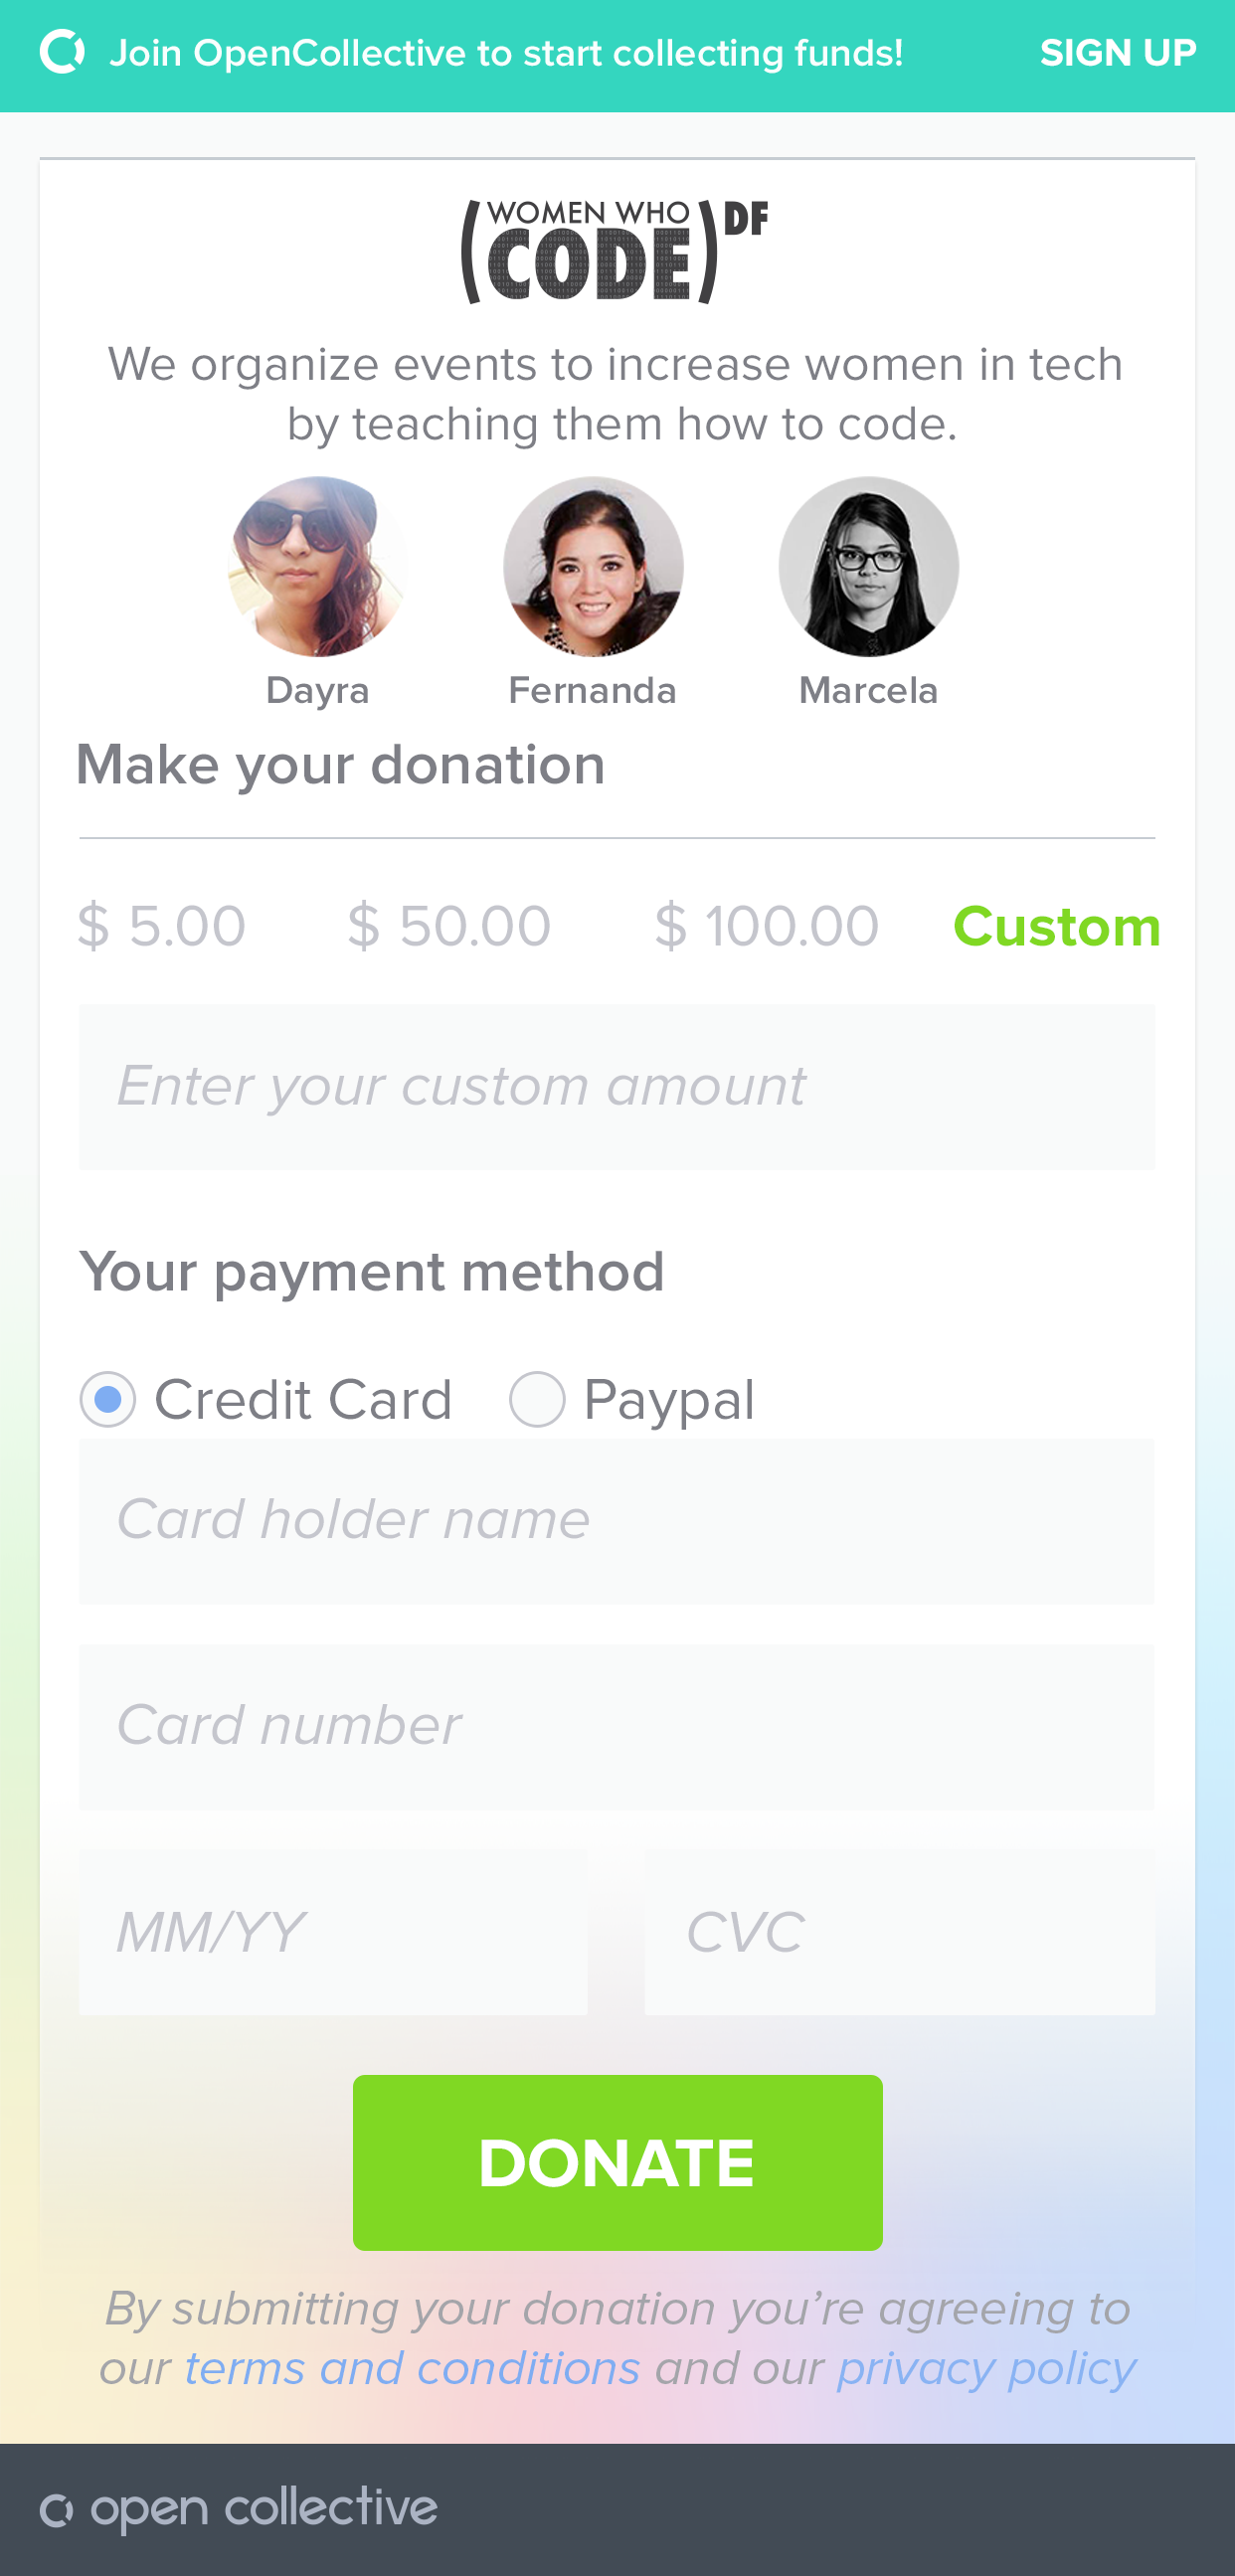 Join OpenCollective to start collecting funds! SIGN UP
WOMEN WHO DF
CODE
We organize events to increase women in tech
by teaching them how to code.
Dayra Fernanda Marcela
Make your donation
$ 5.00 $ 50.00 $ 100.00 Custom
Enter your custom amount
Your payment method
Credit Card Paypal
Card holder name
Card number
MM/YY CVC
DONATE
By submitting your donation you’re agreeing to
our terms and conditions and our privacy policy
open collective